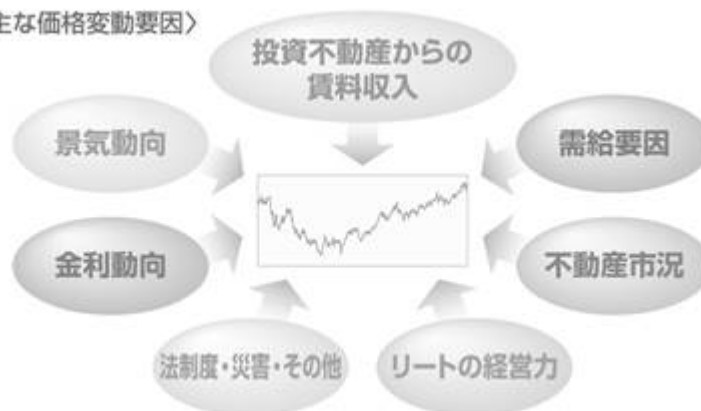 主な価格変動要因〉
投資不動産からの
賃料収入
景気動向
需給要因
金利動向
不動産市況
法制度・災害・その他
リートの経営力